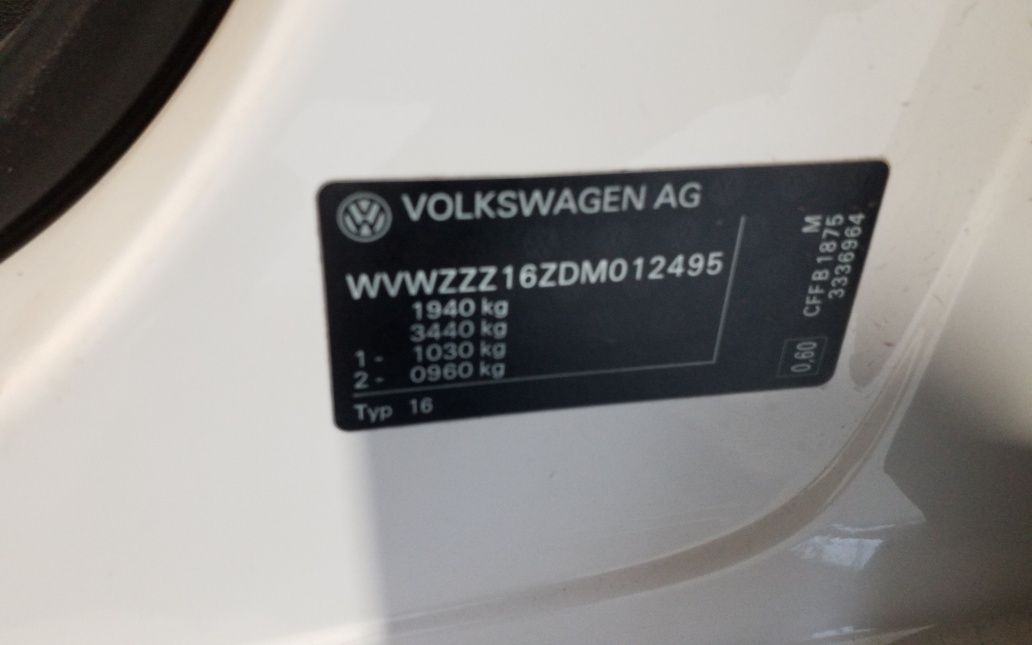 VOLKSWAGEN AG
WVWZZZ16ZDM012495
1940 kg
3440 kg
1 - 1030 kg
2 - 0960 kg
Typ 16
M
CFFB 1875
3336964
0,60